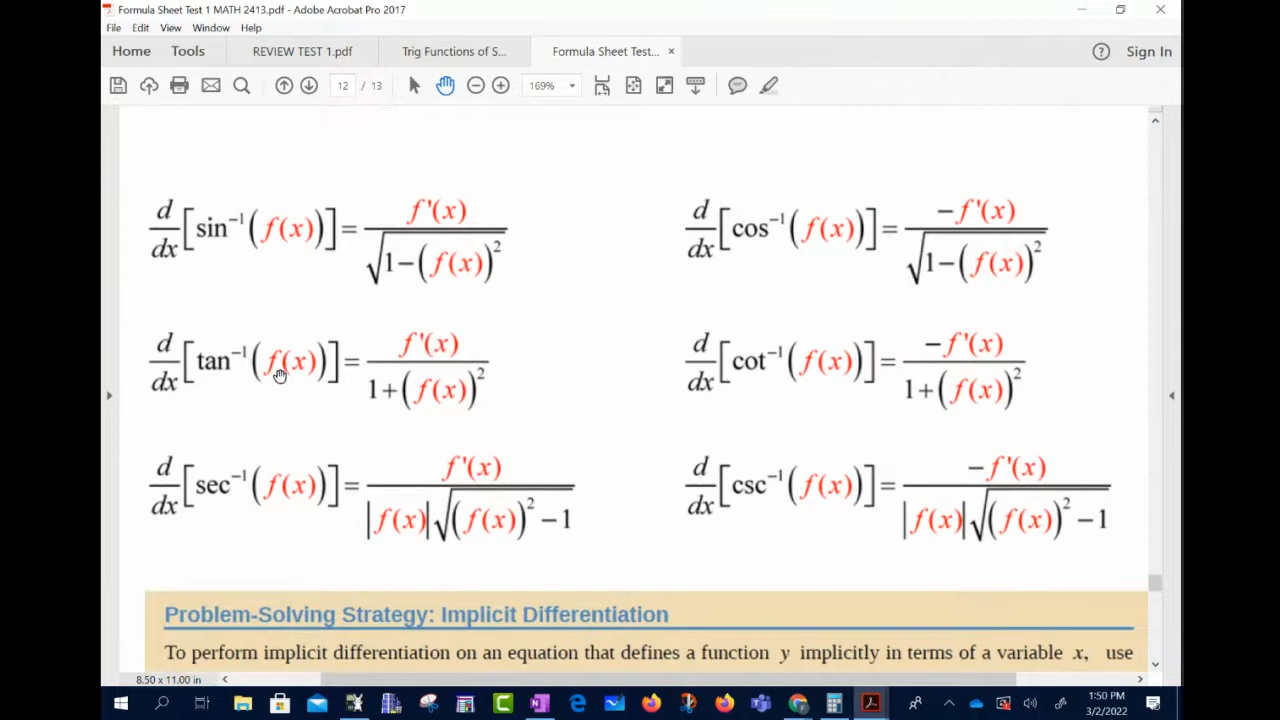 Formula Sheet Test 1 MATH 2413.pdf - Adobe Acrobat Pro 2017
File Edit View Window Help
Home Tools REVIEW TEST 1.pdf Trig Functions of S... Formula Sheet Test... × Sign In
12 / 13 169%
d/dx[sin⁻¹(f(x))] = f'(x)/√(1−(f(x))²) d/dx[cos⁻¹(f(x))] = −f'(x)/√(1−(f(x))²)
d/dx[tan⁻¹(f(x))] = f'(x)/(1+(f(x))²) d/dx[cot⁻¹(f(x))] = −f'(x)/(1+(f(x))²)
d/dx[sec⁻¹(f(x))] = f'(x)/(|f(x)|√((f(x))²−1)) d/dx[csc⁻¹(f(x))] = −f'(x)/(|f(x)|√((f(x))²−1))
Problem-Solving Strategy: Implicit Differentiation
To perform implicit differentiation on an equation that defines a function y implicitly in terms of a variable x, use
8.50 x 11.00 in
1:50 PM
3/2/2022